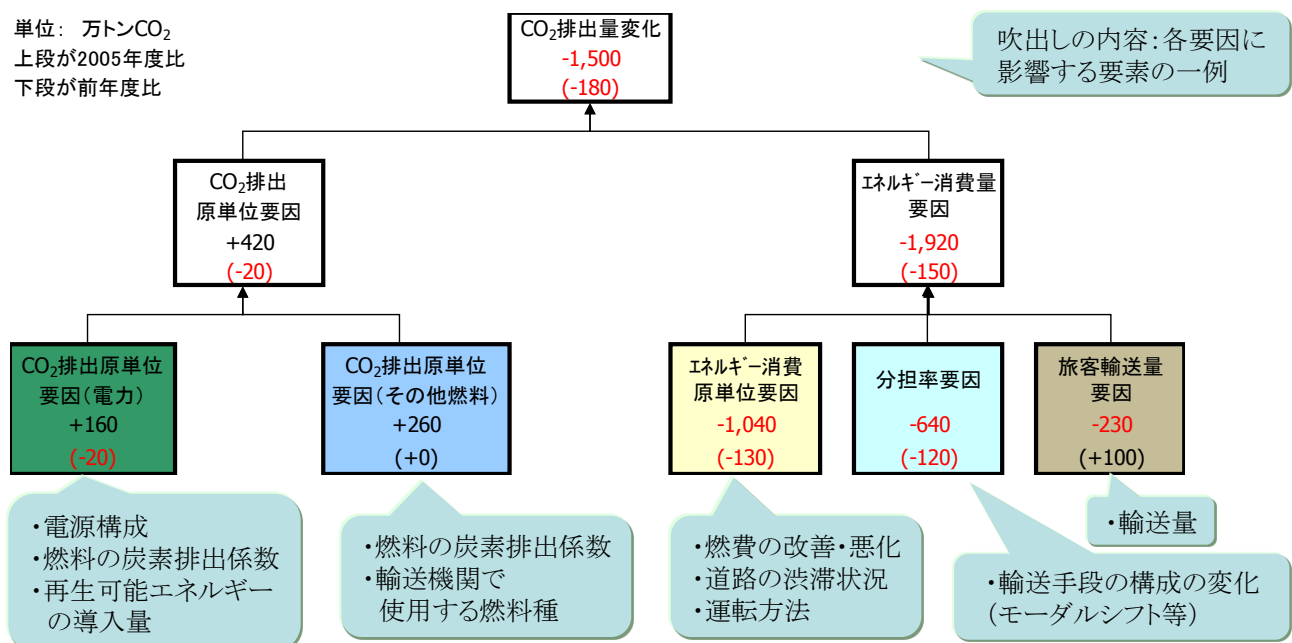 単位： 万トンCO₂
上段が2005年度比
下段が前年度比
CO₂排出量変化
-1,500
(-180)
吹出しの内容：各要因に
影響する要素の一例
CO₂排出
原単位要因
+420
(-20)
ｴﾈﾙｷﾞｰ消費量
要因
-1,920
(-150)
CO₂排出原単位
要因（電力）
+160
(-20)
CO₂排出原単位
要因（その他燃料）
+260
(+0)
ｴﾈﾙｷﾞｰ消費
原単位要因
-1,040
(-130)
分担率要因
-640
(-120)
旅客輸送量
要因
-230
(+100)
・電源構成
・燃料の炭素排出係数
・再生可能エネルギー
の導入量
・燃料の炭素排出係数
・輸送機関で
使用する燃料種
・燃費の改善・悪化
・道路の渋滞状況
・運転方法
・輸送量
・輸送手段の構成の変化
（モーダルシフト等）